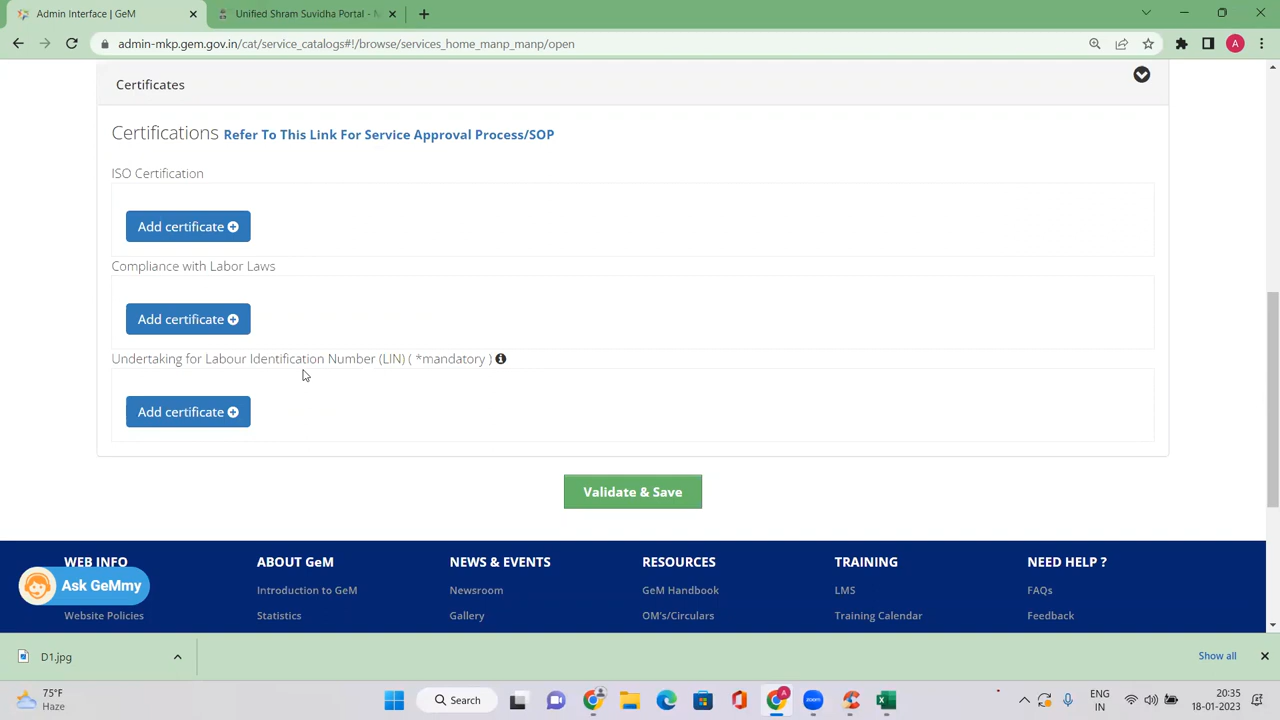 Admin Interface | GeM
Unified Shram Suvidha Portal -
admin-mkp.gem.gov.in/cat/service_catalogs#!/browse/services_home_manp_manp/open
A
Certificates
Certifications Refer To This Link For Service Approval Process/SOP
ISO Certification
Add certificate
Compliance with Labor Laws
Add certificate
Undertaking for Labour Identification Number (LIN) ( *mandatory )
Add certificate
Validate & Save
WEB INFO
ABOUT GeM
NEWS & EVENTS
RESOURCES
TRAINING
NEED HELP ?
Ask GeMmy
Introduction to GeM
Newsroom
GeM Handbook
LMS
FAQs
Website Policies
Statistics
Gallery
OM's/Circulars
Training Calendar
Feedback
D1.jpg
Show all
75°F
Haze
Search
zoom
ENG
IN
20:35
18-01-2023